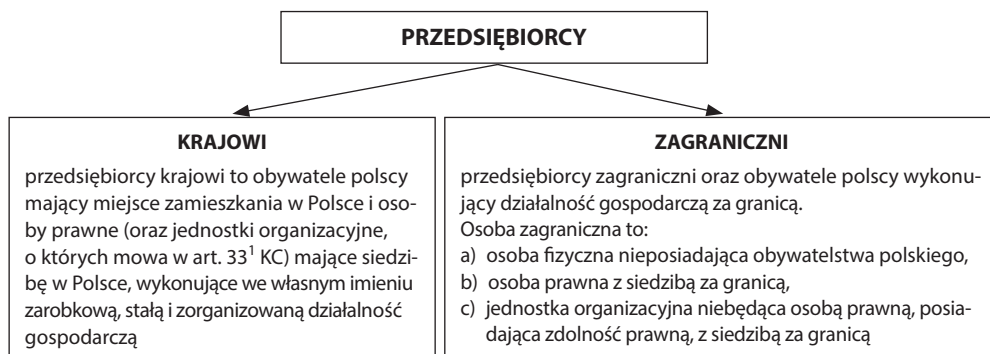 PRZEDSIĘBIORCY
KRAJOWI
przedsiębiorcy krajowi to obywatele polscy
mający miejsce zamieszkania w Polsce i oso-
by prawne (oraz jednostki organizacyjne,
o których mowa w art. 33¹ KC) mające siedzi-
bę w Polsce, wykonujące we własnym imieniu
zarobkową, stałą i zorganizowaną działalność
gospodarczą
ZAGRANICZNI
przedsiębiorcy zagraniczni oraz obywatele polscy wykonu-
jący działalność gospodarczą za granicą.
Osoba zagraniczna to:
a) osoba fizyczna nieposiadająca obywatelstwa polskiego,
b) osoba prawna z siedzibą za granicą,
c) jednostka organizacyjna niebędąca osobą prawną, posia-
dająca zdolność prawną, z siedzibą za granicą